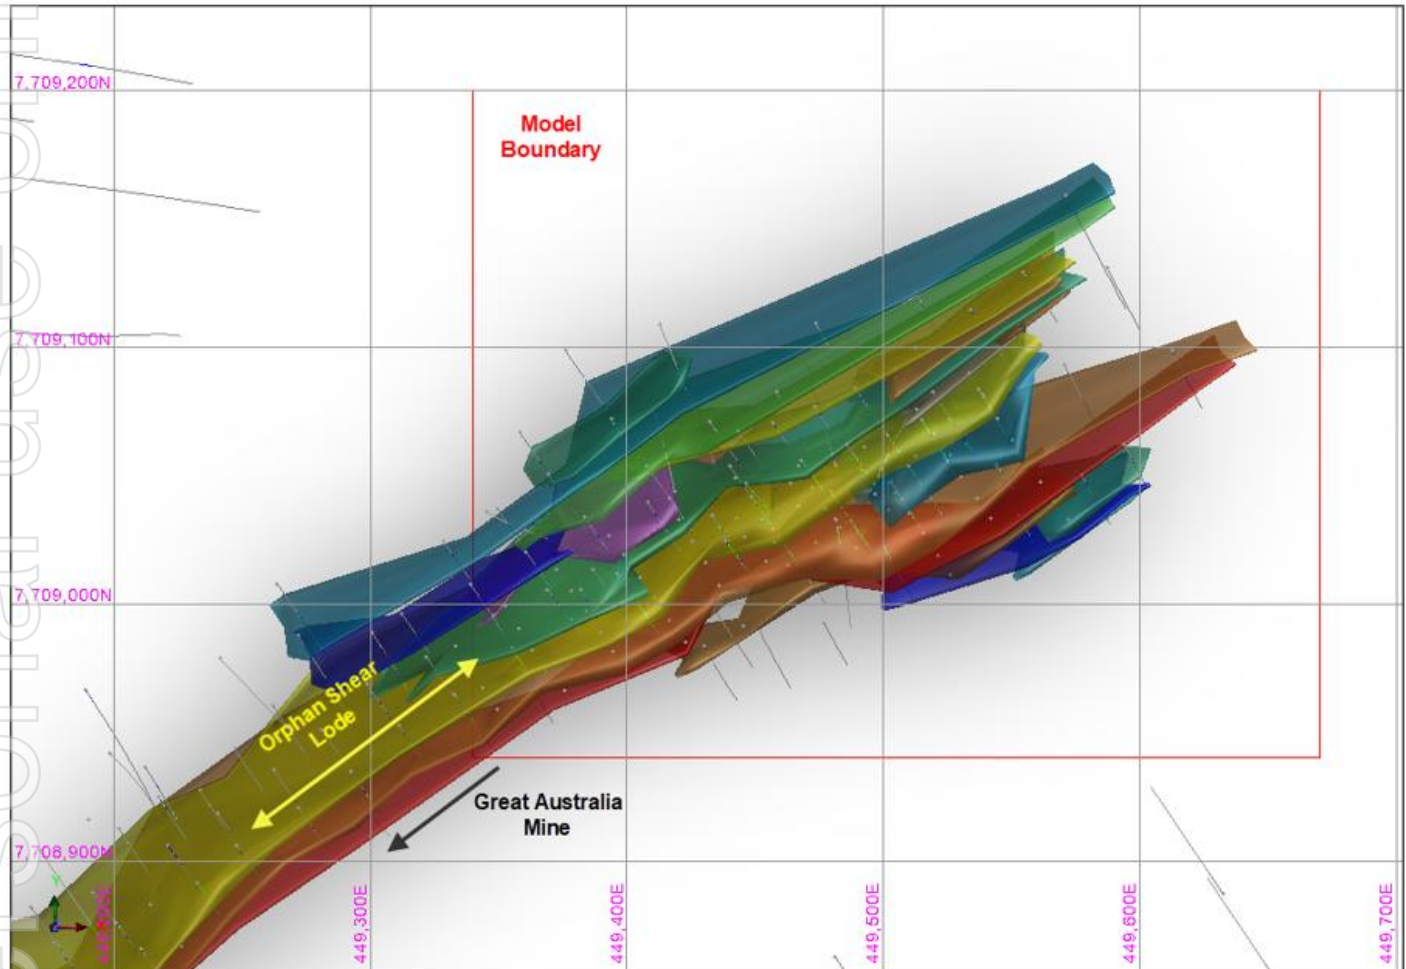 7,709,200N
Model
Boundary
7,709,100N
7,709,000N
Orphan Shear
Lode
Great Australia
Mine
7,708,900N
Y
449,300E
449,400E
449,500E
449,600E
449,700E